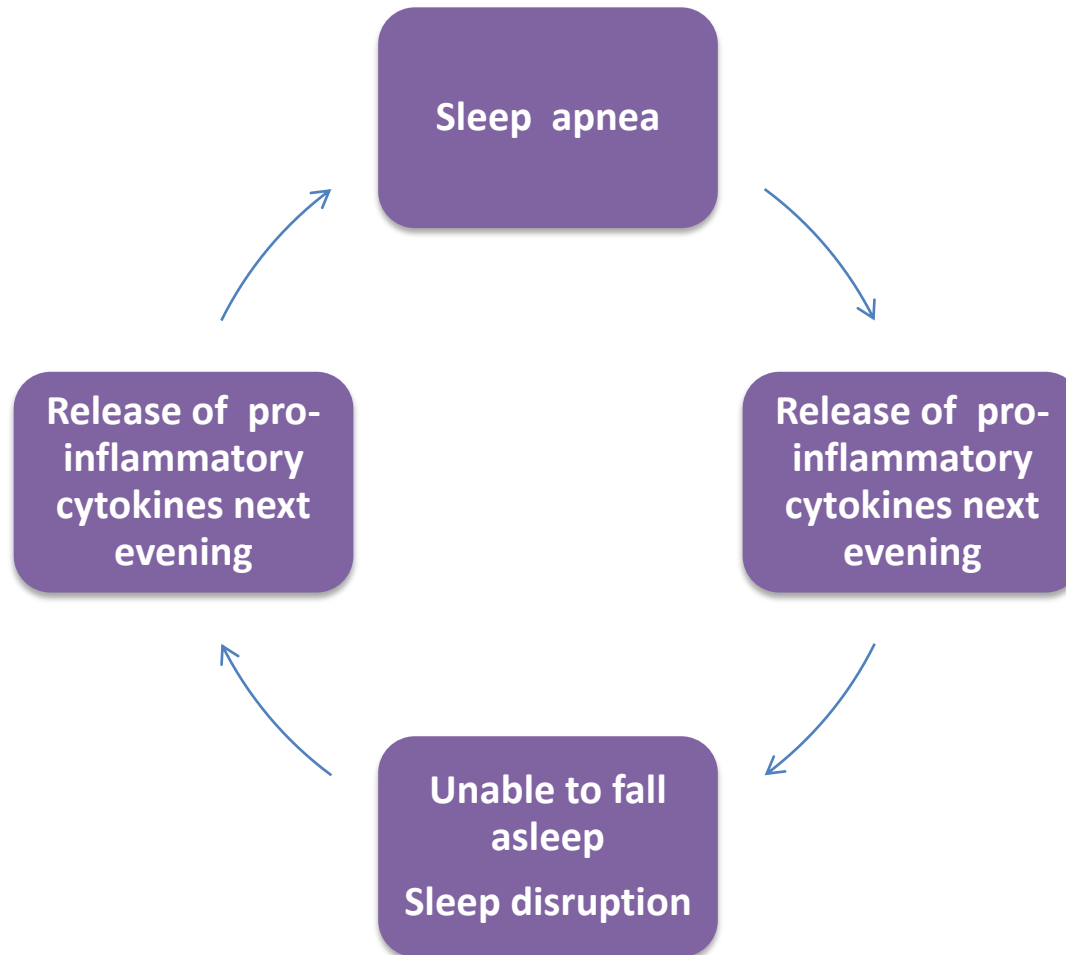 Sleep  apnea
Release of  pro-
inflammatory
cytokines next
evening
Release of  pro-
inflammatory
cytokines next
evening
Unable to fall
asleep
Sleep disruption